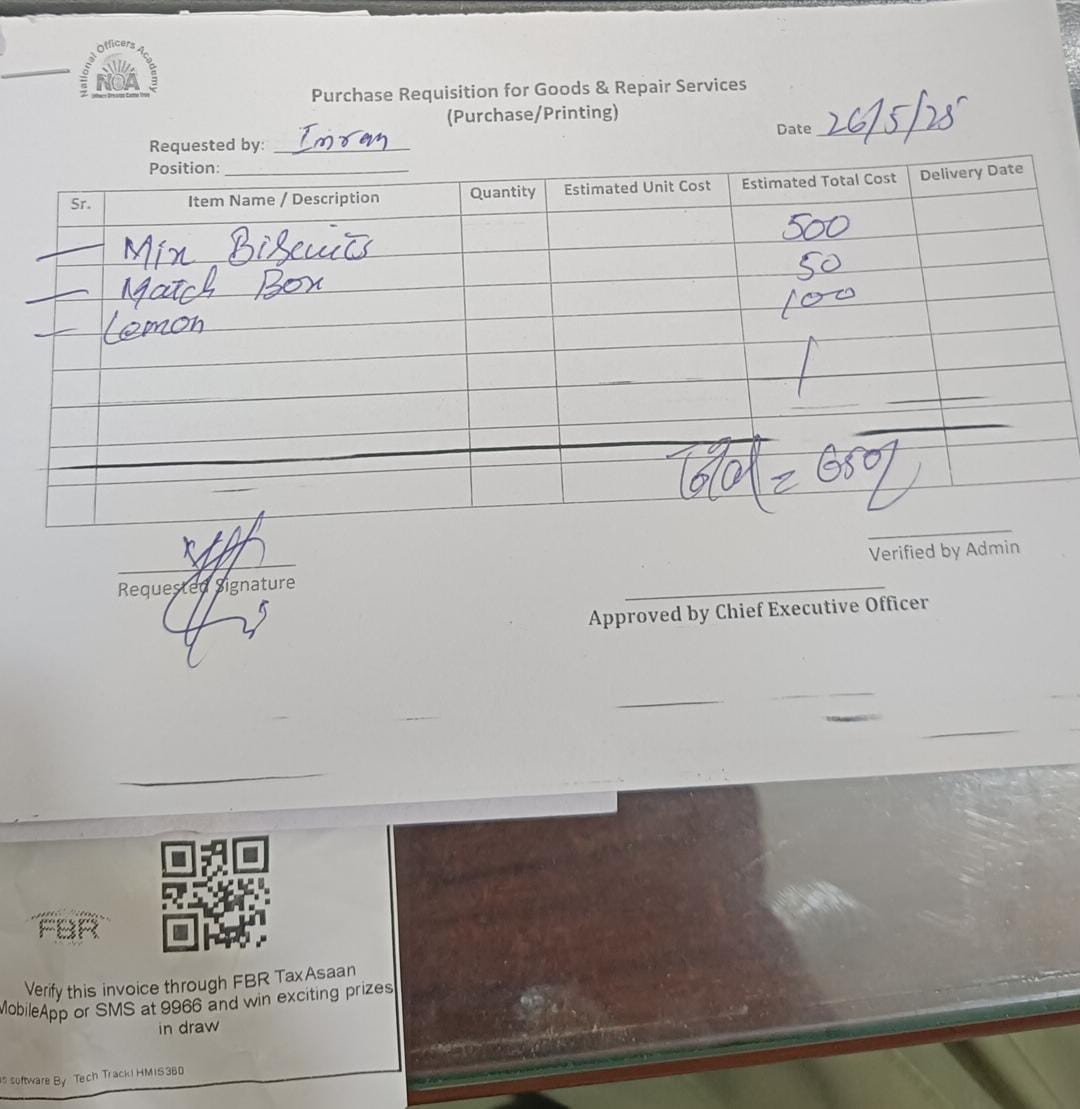 National Officers Academy
NOA
Purchase Requisition for Goods & Repair Services
(Purchase/Printing)
Requested by: Imran
Date 26/5/25
Position:
Sr. Item Name / Description Quantity Estimated Unit Cost Estimated Total Cost Delivery Date
— Mix Biscuits 500
— Match Box 50
— Lemon 100
Total = 650/
Requested Signature
Verified by Admin
Approved by Chief Executive Officer
FBR
Verify this invoice through FBR TaxAsaan
MobileApp or SMS at 9966 and win exciting prizes
in draw
software By Tech Track| HMIS360